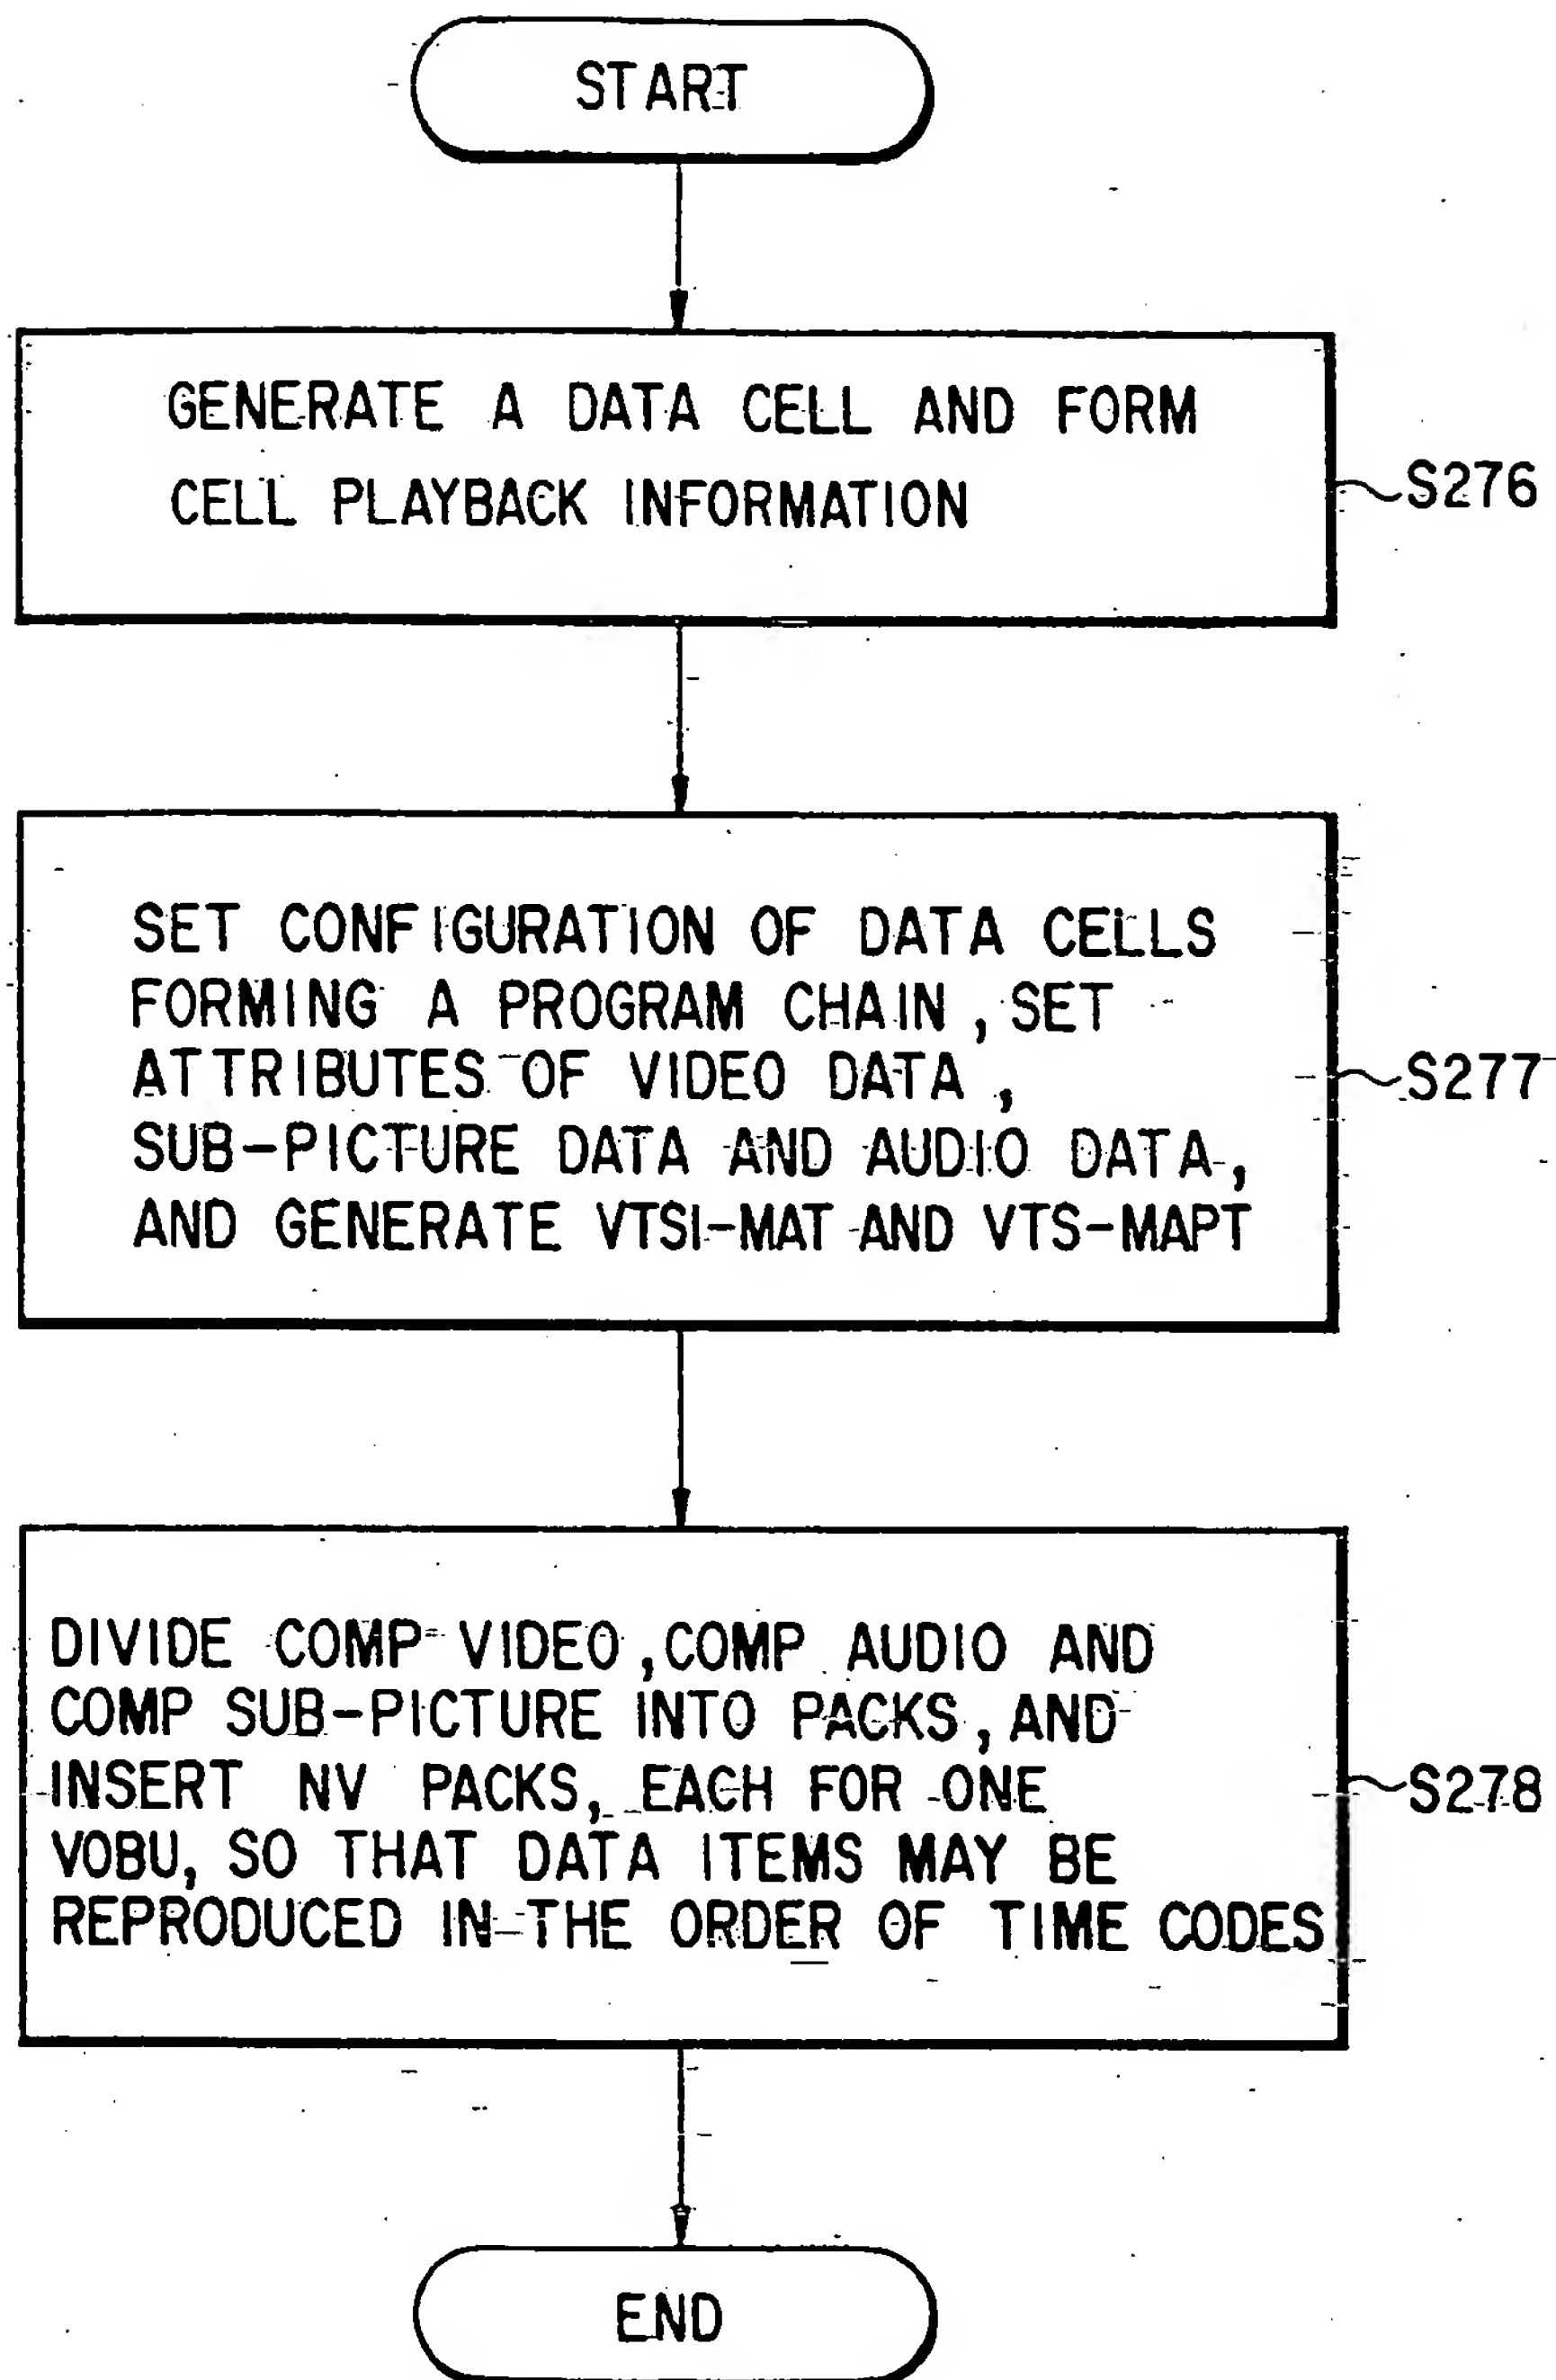 START
GENERATE A DATA CELL AND FORM
CELL PLAYBACK INFORMATION
S276
SET CONFIGURATION OF DATA CELLS
FORMING A PROGRAM CHAIN, SET
ATTRIBUTES OF VIDEO DATA,
SUB-PICTURE DATA AND AUDIO DATA,
AND GENERATE VTSI-MAT AND VTS-MAPT
S277
DIVIDE COMP VIDEO, COMP AUDIO AND
COMP SUB-PICTURE INTO PACKS, AND
INSERT NV PACKS, EACH FOR ONE
VOBU, SO THAT DATA ITEMS MAY BE
REPRODUCED IN THE ORDER OF TIME CODES
S278
END